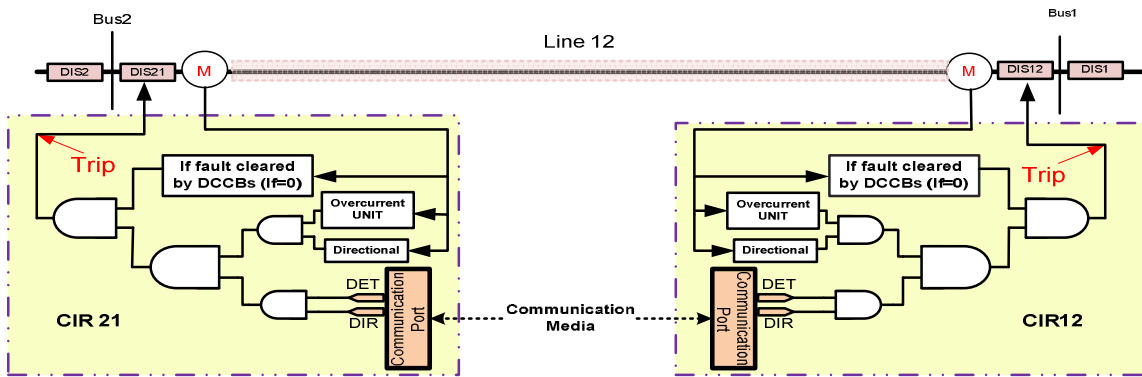 Bus2
Line 12
Bus1
DIS2
DIS21
M
M
DIS12
DIS1
Trip
If fault cleared
by DCCBs (If=0)
Overcurrent
UNIT
Directional
DET
DIR
Communication
Port
CIR 21
Communication
Media
If fault cleared
by DCCBs (If=0)
Trip
Overcurrent
UNIT
Directional
DET
DIR
Communication
Port
CIR12